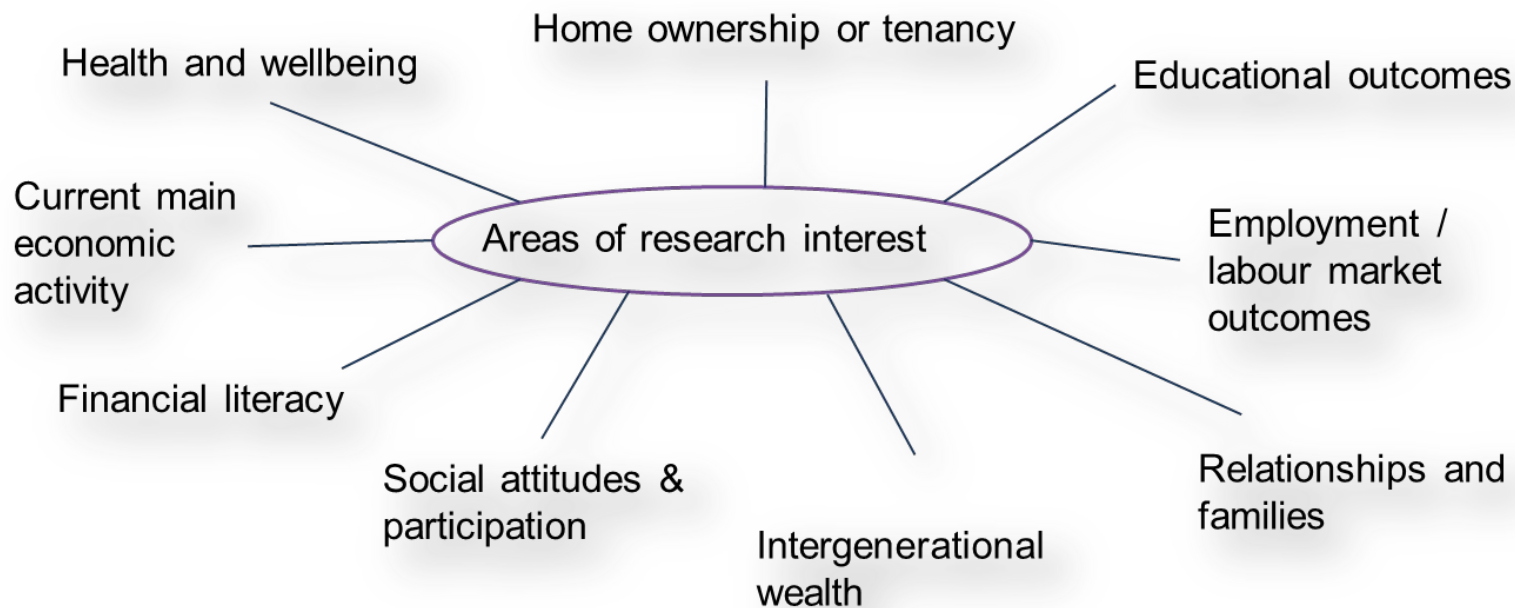 Home ownership or tenancy
Health and wellbeing
Educational outcomes
Current main
economic
activity
Areas of research interest
Employment /
labour market
outcomes
Financial literacy
Social attitudes &
participation
Relationships and
families
Intergenerational
wealth